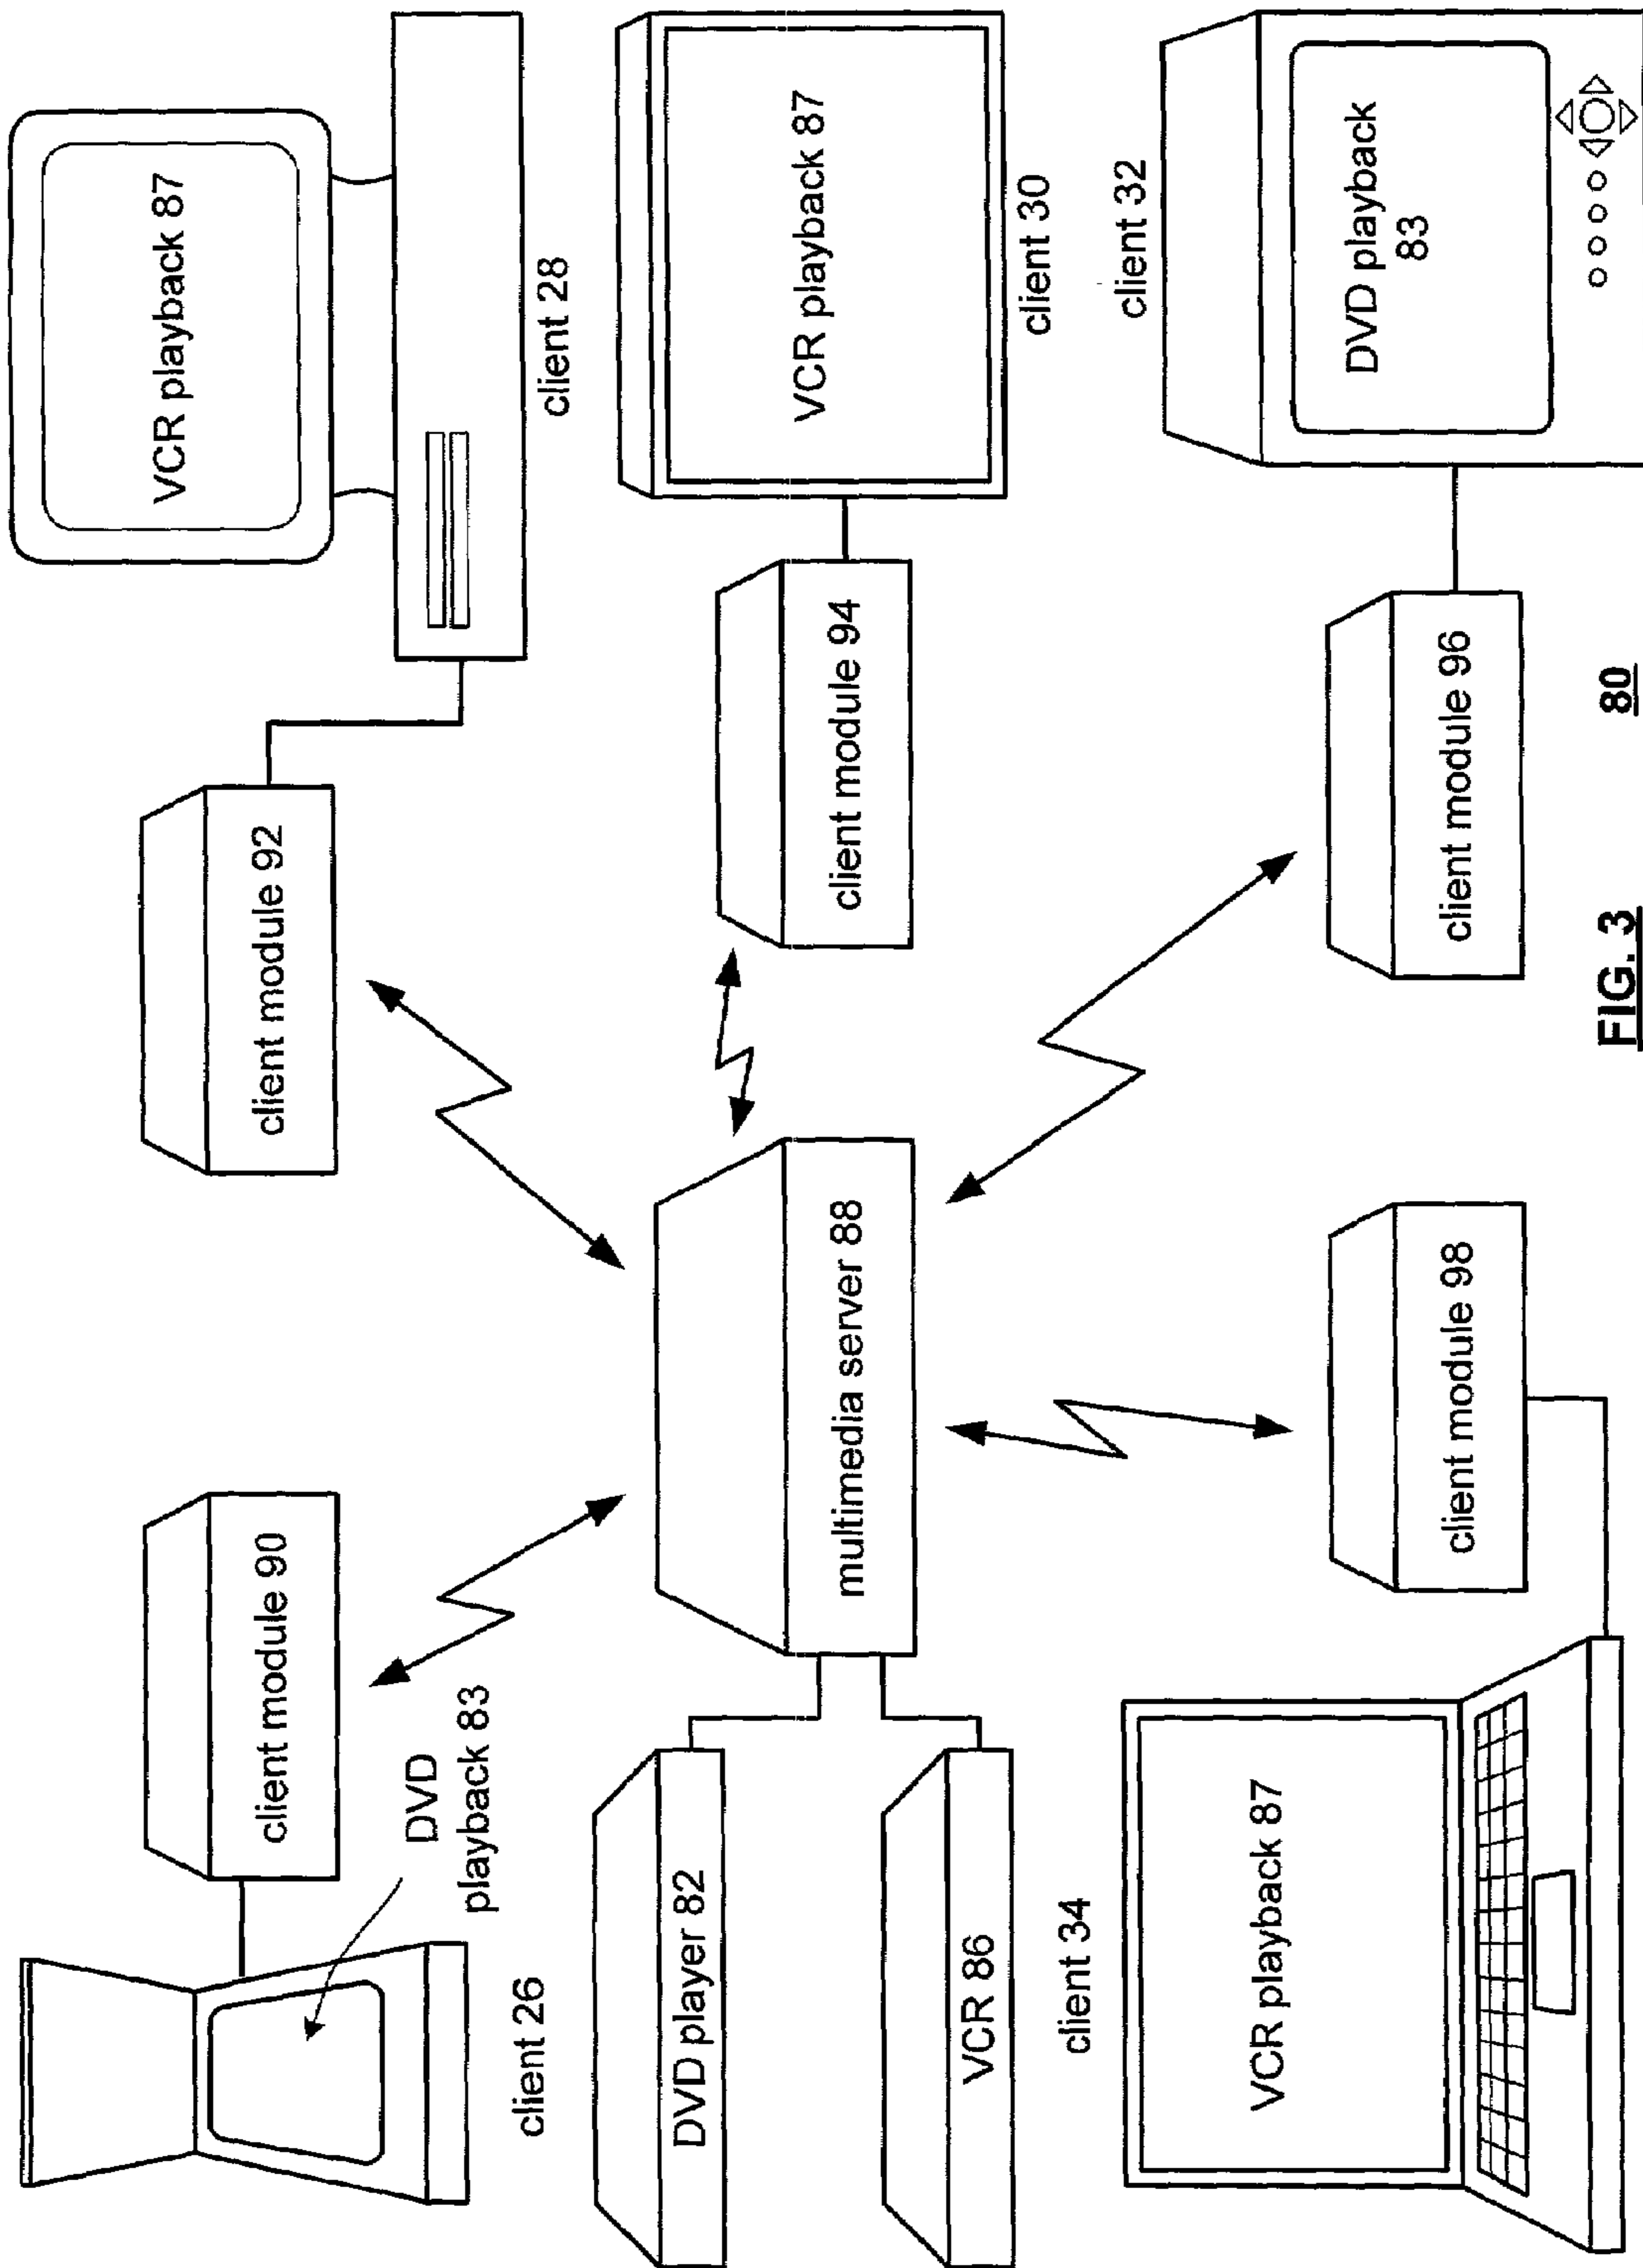 client 26
DVD
playback 83
client module 90
client module 92
VCR playback 87
client 28
DVD player 82
VCR 86
multimedia server 88
client module 94
VCR playback 87
client 30
client 34
VCR playback 87
client module 98
client module 96
client 32
DVD playback
83
FIG. 3
80